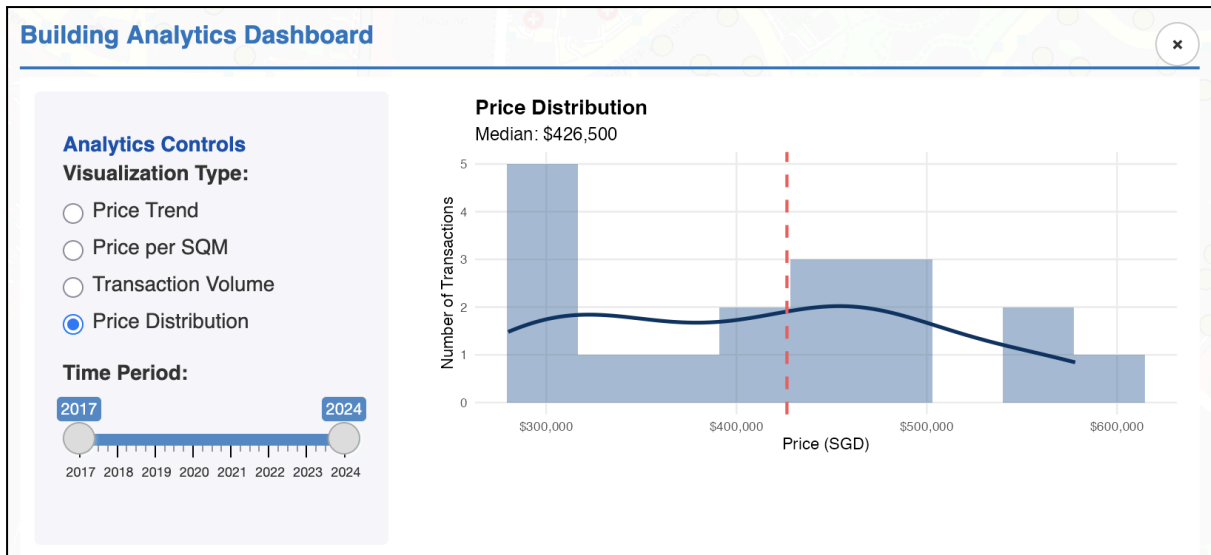 Building Analytics Dashboard
×
Analytics Controls
Visualization Type:
Price Trend
Price per SQM
Transaction Volume
Price Distribution
Time Period:
2017 2024
2017 2018 2019 2020 2021 2022 2023 2024
Price Distribution
Median: $426,500
Number of Transactions
5
4
3
2
1
0
$300,000 $400,000 $500,000 $600,000
Price (SGD)